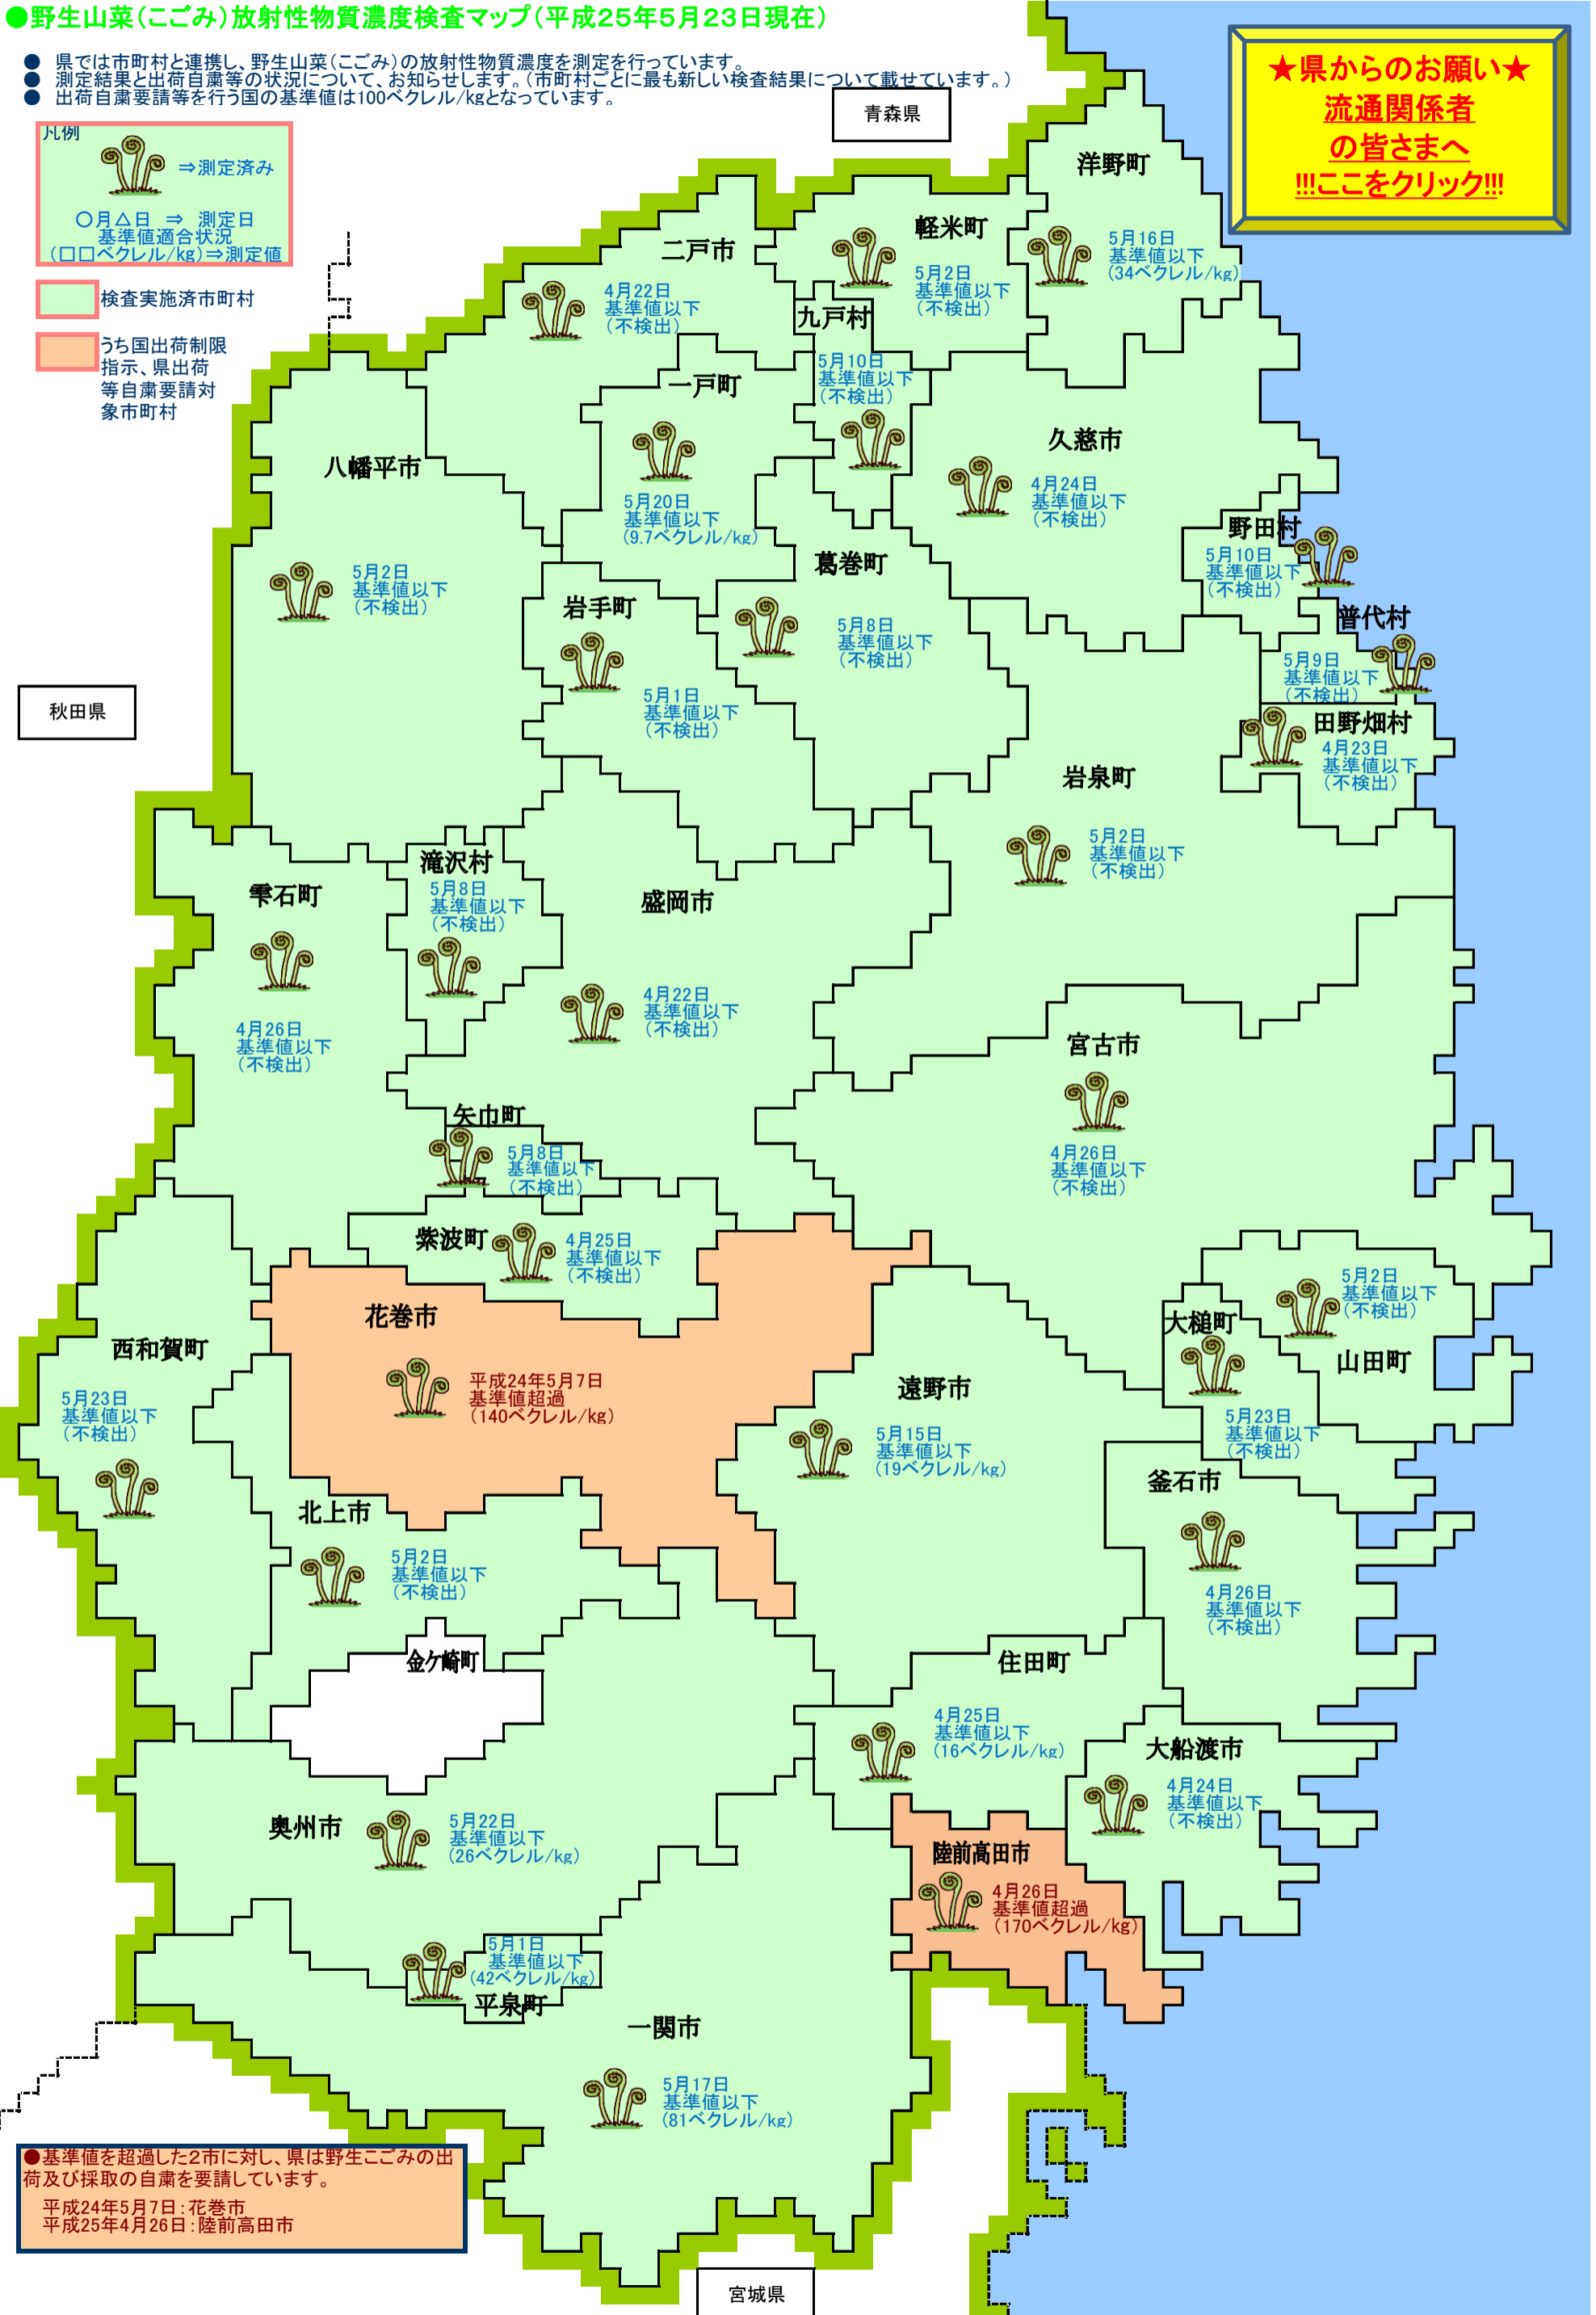 ●野生山菜（こごみ）放射性物質濃度検査マップ（平成２５年５月２３日現在）
● 県では市町村と連携し、野生山菜（こごみ）の放射性物質濃度を測定を行っています。
● 測定結果と出荷自粛等の状況について、お知らせします。（市町村ごとに最も新しい検査結果について載せています。）
● 出荷自粛要請等を行う国の基準値は100ベクレル/kgとなっています。
★県からのお願い★
流通関係者
の皆さまへ
!!!ここをクリック!!!
凡例
⇒測定済み
〇月△日 ⇒ 測定日
基準値適合状況
（□□ベクレル/kg）⇒測定値
検査実施済市町村
うち国出荷制限
指示、県出荷
等自粛要請対
象市町村
青森県
洋野町
5月16日
基準値以下
（34ベクレル/kg）
軽米町
5月2日
基準値以下
（不検出）
二戸市
4月22日
基準値以下
（不検出）
九戸村
5月10日
基準値以下
（不検出）
一戸町
5月20日
基準値以下
（9.7ベクレル/kg）
久慈市
4月24日
基準値以下
（不検出）
八幡平市
5月2日
基準値以下
（不検出）
野田村
5月10日
基準値以下
（不検出）
葛巻町
5月8日
基準値以下
（不検出）
岩手町
5月1日
基準値以下
（不検出）
普代村
5月9日
基準値以下
（不検出）
秋田県
田野畑村
4月23日
基準値以下
（不検出）
岩泉町
5月2日
基準値以下
（不検出）
滝沢村
5月8日
基準値以下
（不検出）
雫石町
4月26日
基準値以下
（不検出）
盛岡市
4月22日
基準値以下
（不検出）
宮古市
4月26日
基準値以下
（不検出）
矢巾町
5月8日
基準値以下
（不検出）
紫波町
4月25日
基準値以下
（不検出）
5月2日
基準値以下
（不検出）
山田町
花巻市
平成24年5月7日
基準値超過
（140ベクレル/kg）
大槌町
5月23日
基準値以下
（不検出）
西和賀町
5月23日
基準値以下
（不検出）
遠野市
5月15日
基準値以下
（19ベクレル/kg）
釜石市
4月26日
基準値以下
（不検出）
北上市
5月2日
基準値以下
（不検出）
金ケ崎町
住田町
4月25日
基準値以下
（16ベクレル/kg）
大船渡市
4月24日
基準値以下
（不検出）
奥州市
5月22日
基準値以下
（26ベクレル/kg）
陸前高田市
4月26日
基準値超過
（170ベクレル/kg）
5月1日
基準値以下
（42ベクレル/kg）
平泉町
一関市
5月17日
基準値以下
（81ベクレル/kg）
●基準値を超過した２市に対し、県は野生こごみの出
荷及び採取の自粛を要請しています。
平成24年5月7日：花巻市
平成25年4月26日：陸前高田市
宮城県